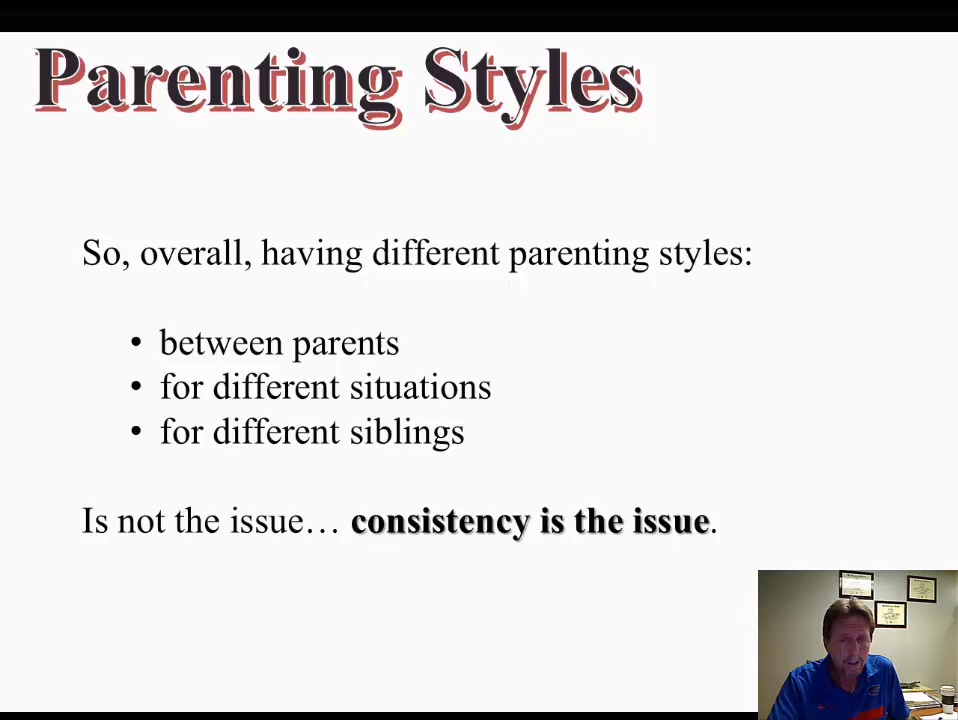 Parenting Styles
So, overall, having different parenting styles:
• between parents
• for different situations
• for different siblings
Is not the issue… consistency is the issue.